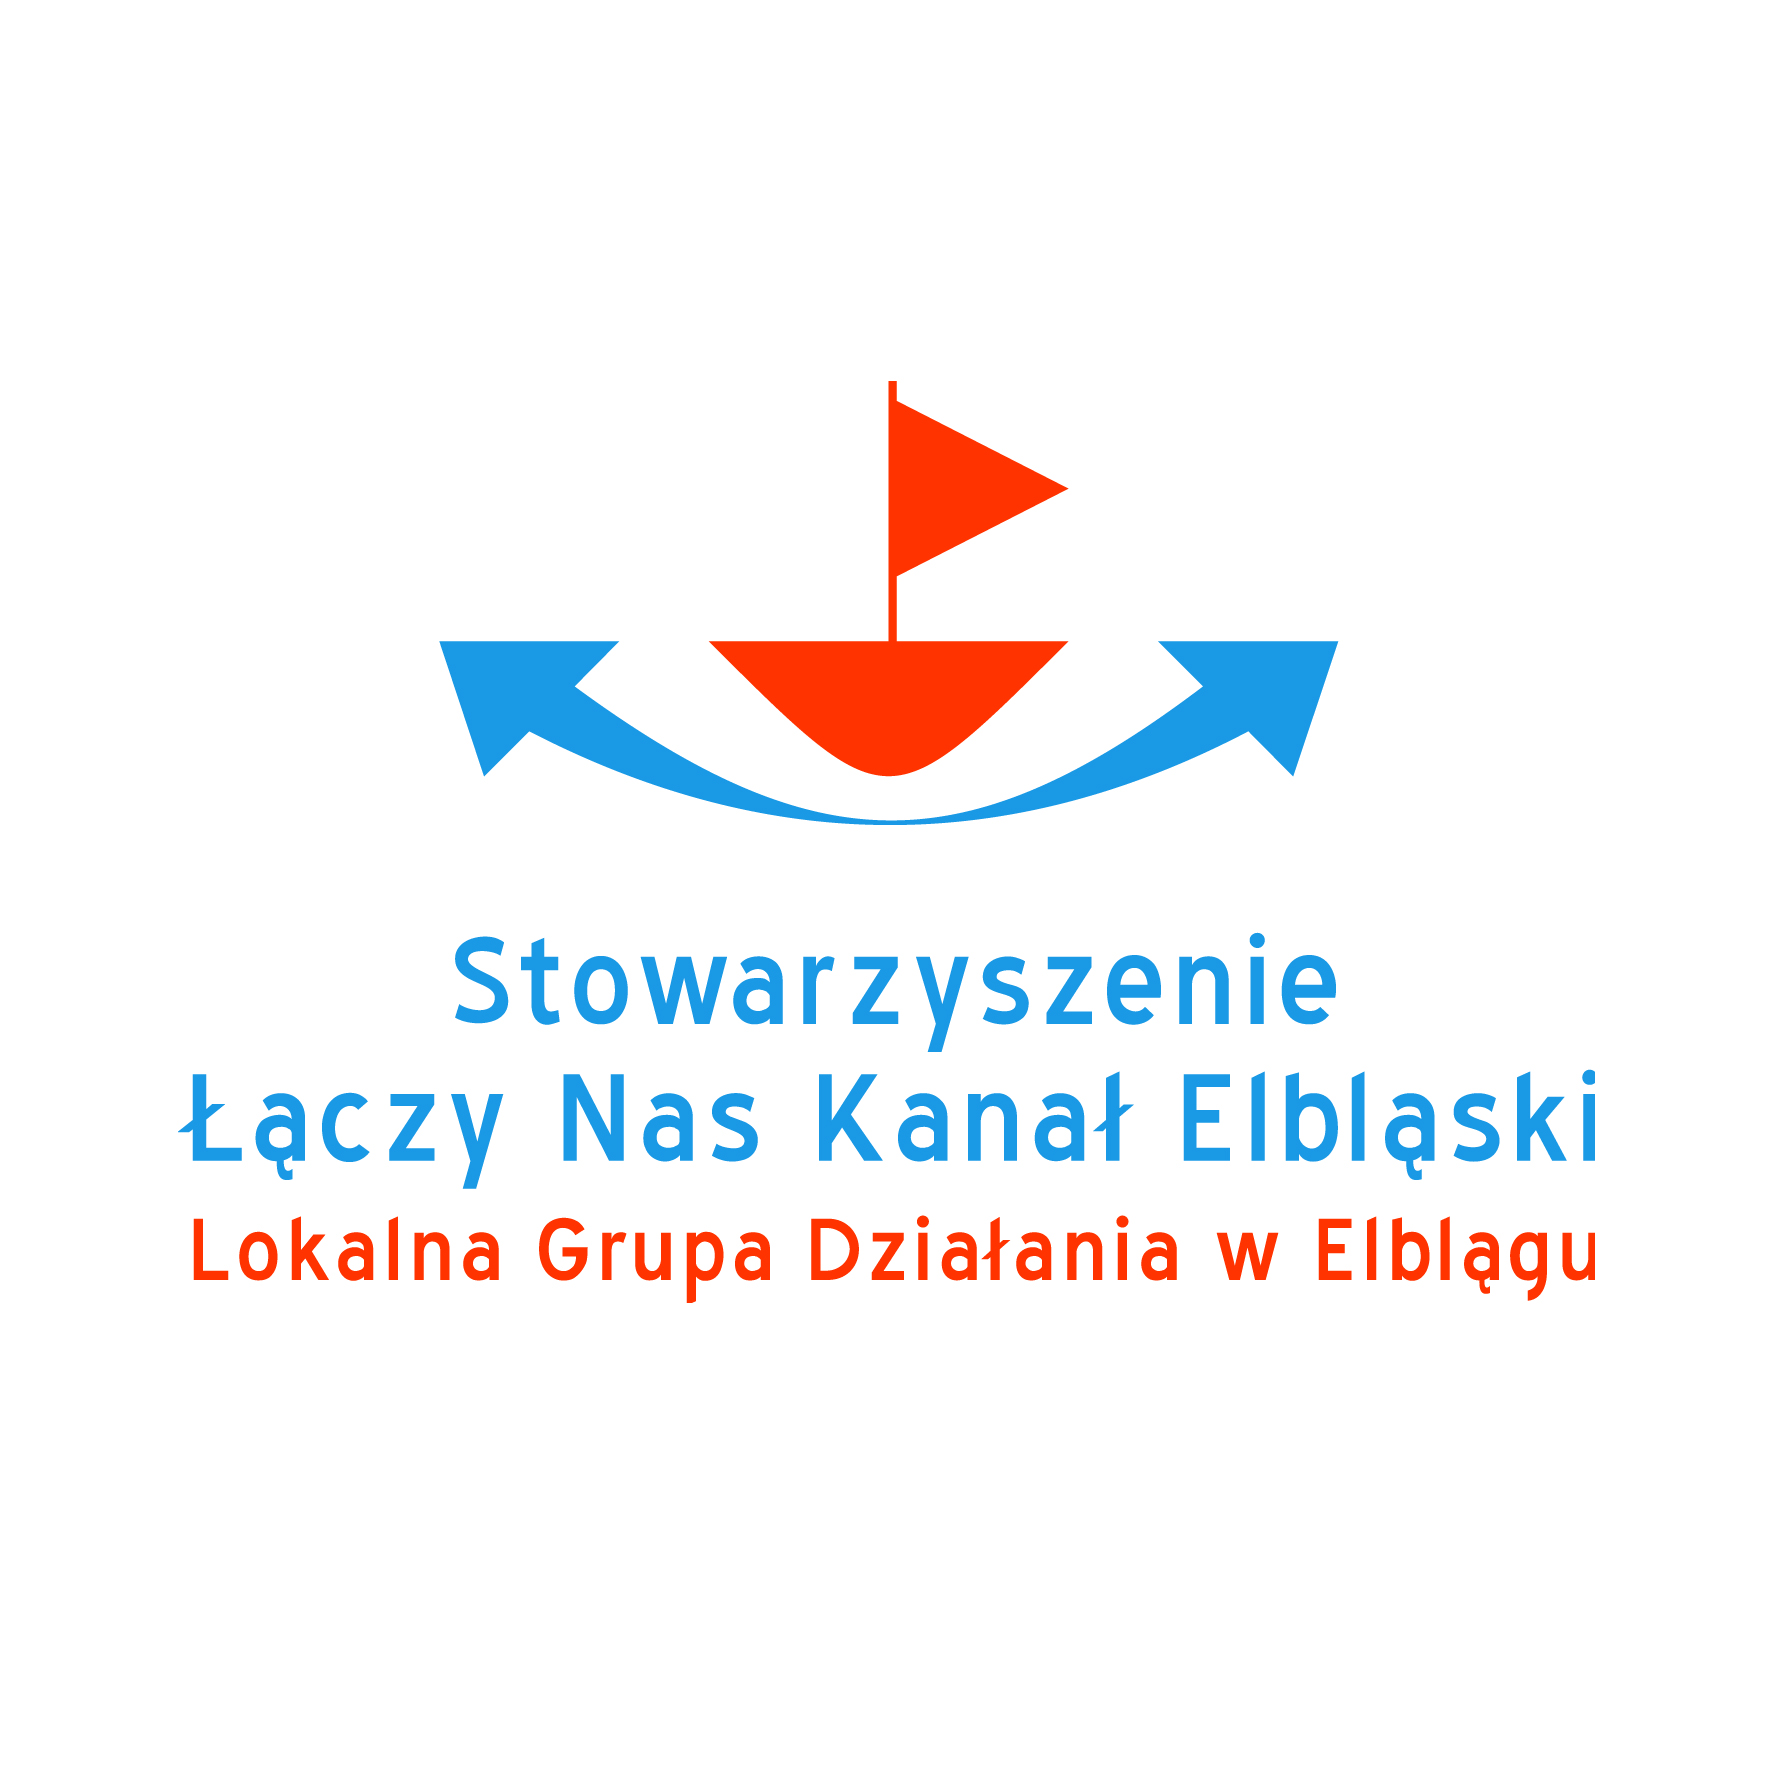 Stowarzyszenie
Łączy Nas Kanał Elbląski
Lokalna Grupa Działania w Elblągu